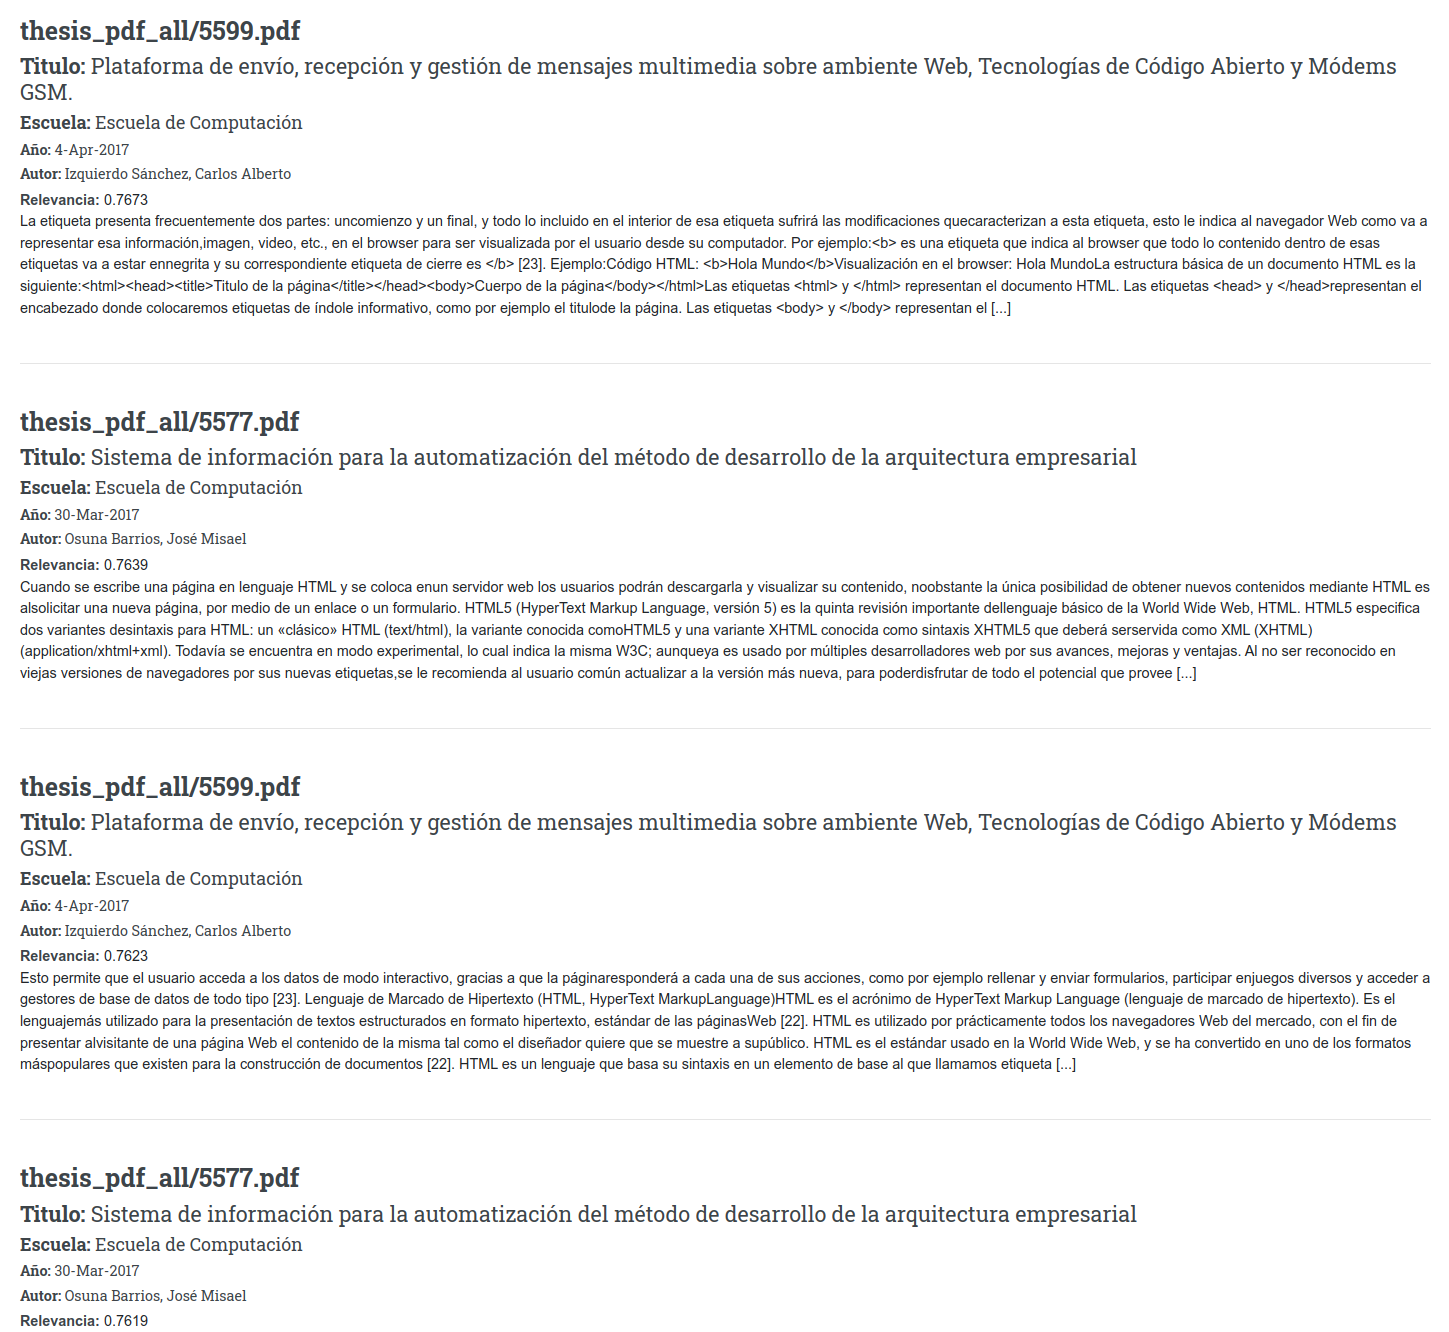 thesis_pdf_all/5599.pdf
Titulo: Plataforma de envío, recepción y gestión de mensajes multimedia sobre ambiente Web, Tecnologías de Código Abierto y Módems
GSM.
Escuela: Escuela de Computación
Año: 4-Apr-2017
Autor: Izquierdo Sánchez, Carlos Alberto
Relevancia: 0.7673
La etiqueta presenta frecuentemente dos partes: uncomienzo y un final, y todo lo incluido en el interior de esa etiqueta sufrirá las modificaciones quecaracterizan a esta etiqueta, esto le indica al navegador Web como va a
representar esa información,imagen, video, etc., en el browser para ser visualizada por el usuario desde su computador. Por ejemplo:<b> es una etiqueta que indica al browser que todo lo contenido dentro de esas
etiquetas va a estar ennegrita y su correspondiente etiqueta de cierre es </b> [23]. Ejemplo:Código HTML: <b>Hola Mundo</b>Visualización en el browser: Hola MundoLa estructura básica de un documento HTML es la
siguiente:<html><head><title>Titulo de la página</title></head><body>Cuerpo de la página</body></html>Las etiquetas <html> y </html> representan el documento HTML. Las etiquetas <head> y </head>representan el
encabezado donde colocaremos etiquetas de índole informativo, como por ejemplo el titulode la página. Las etiquetas <body> y </body> representan el [...]
thesis_pdf_all/5577.pdf
Titulo: Sistema de información para la automatización del método de desarrollo de la arquitectura empresarial
Escuela: Escuela de Computación
Año: 30-Mar-2017
Autor: Osuna Barrios, José Misael
Relevancia: 0.7639
Cuando se escribe una página en lenguaje HTML y se coloca enun servidor web los usuarios podrán descargarla y visualizar su contenido, noobstante la única posibilidad de obtener nuevos contenidos mediante HTML es
alsolicitar una nueva página, por medio de un enlace o un formulario. HTML5 (HyperText Markup Language, versión 5) es la quinta revisión importante dellenguaje básico de la World Wide Web, HTML. HTML5 especifica
dos variantes desintaxis para HTML: un «clásico» HTML (text/html), la variante conocida comoHTML5 y una variante XHTML conocida como sintaxis XHTML5 que deberá serservida como XML (XHTML)
(application/xhtml+xml). Todavía se encuentra en modo experimental, lo cual indica la misma W3C; aunqueya es usado por múltiples desarrolladores web por sus avances, mejoras y ventajas. Al no ser reconocido en
viejas versiones de navegadores por sus nuevas etiquetas,se le recomienda al usuario común actualizar a la versión más nueva, para poderdisfrutar de todo el potencial que provee [...]
thesis_pdf_all/5599.pdf
Titulo: Plataforma de envío, recepción y gestión de mensajes multimedia sobre ambiente Web, Tecnologías de Código Abierto y Módems
GSM.
Escuela: Escuela de Computación
Año: 4-Apr-2017
Autor: Izquierdo Sánchez, Carlos Alberto
Relevancia: 0.7623
Esto permite que el usuario acceda a los datos de modo interactivo, gracias a que la páginaresponderá a cada una de sus acciones, como por ejemplo rellenar y enviar formularios, participar enjuegos diversos y acceder a
gestores de base de datos de todo tipo [23]. Lenguaje de Marcado de Hipertexto (HTML, HyperText MarkupLanguage)HTML es el acrónimo de HyperText Markup Language (lenguaje de marcado de hipertexto). Es el
lenguajemás utilizado para la presentación de textos estructurados en formato hipertexto, estándar de las páginasWeb [22]. HTML es utilizado por prácticamente todos los navegadores Web del mercado, con el fin de
presentar alvisitante de una página Web el contenido de la misma tal como el diseñador quiere que se muestre a supúblico. HTML es el estándar usado en la World Wide Web, y se ha convertido en uno de los formatos
máspopulares que existen para la construcción de documentos [22]. HTML es un lenguaje que basa su sintaxis en un elemento de base al que llamamos etiqueta [...]
thesis_pdf_all/5577.pdf
Titulo: Sistema de información para la automatización del método de desarrollo de la arquitectura empresarial
Escuela: Escuela de Computación
Año: 30-Mar-2017
Autor: Osuna Barrios, José Misael
Relevancia: 0.7619